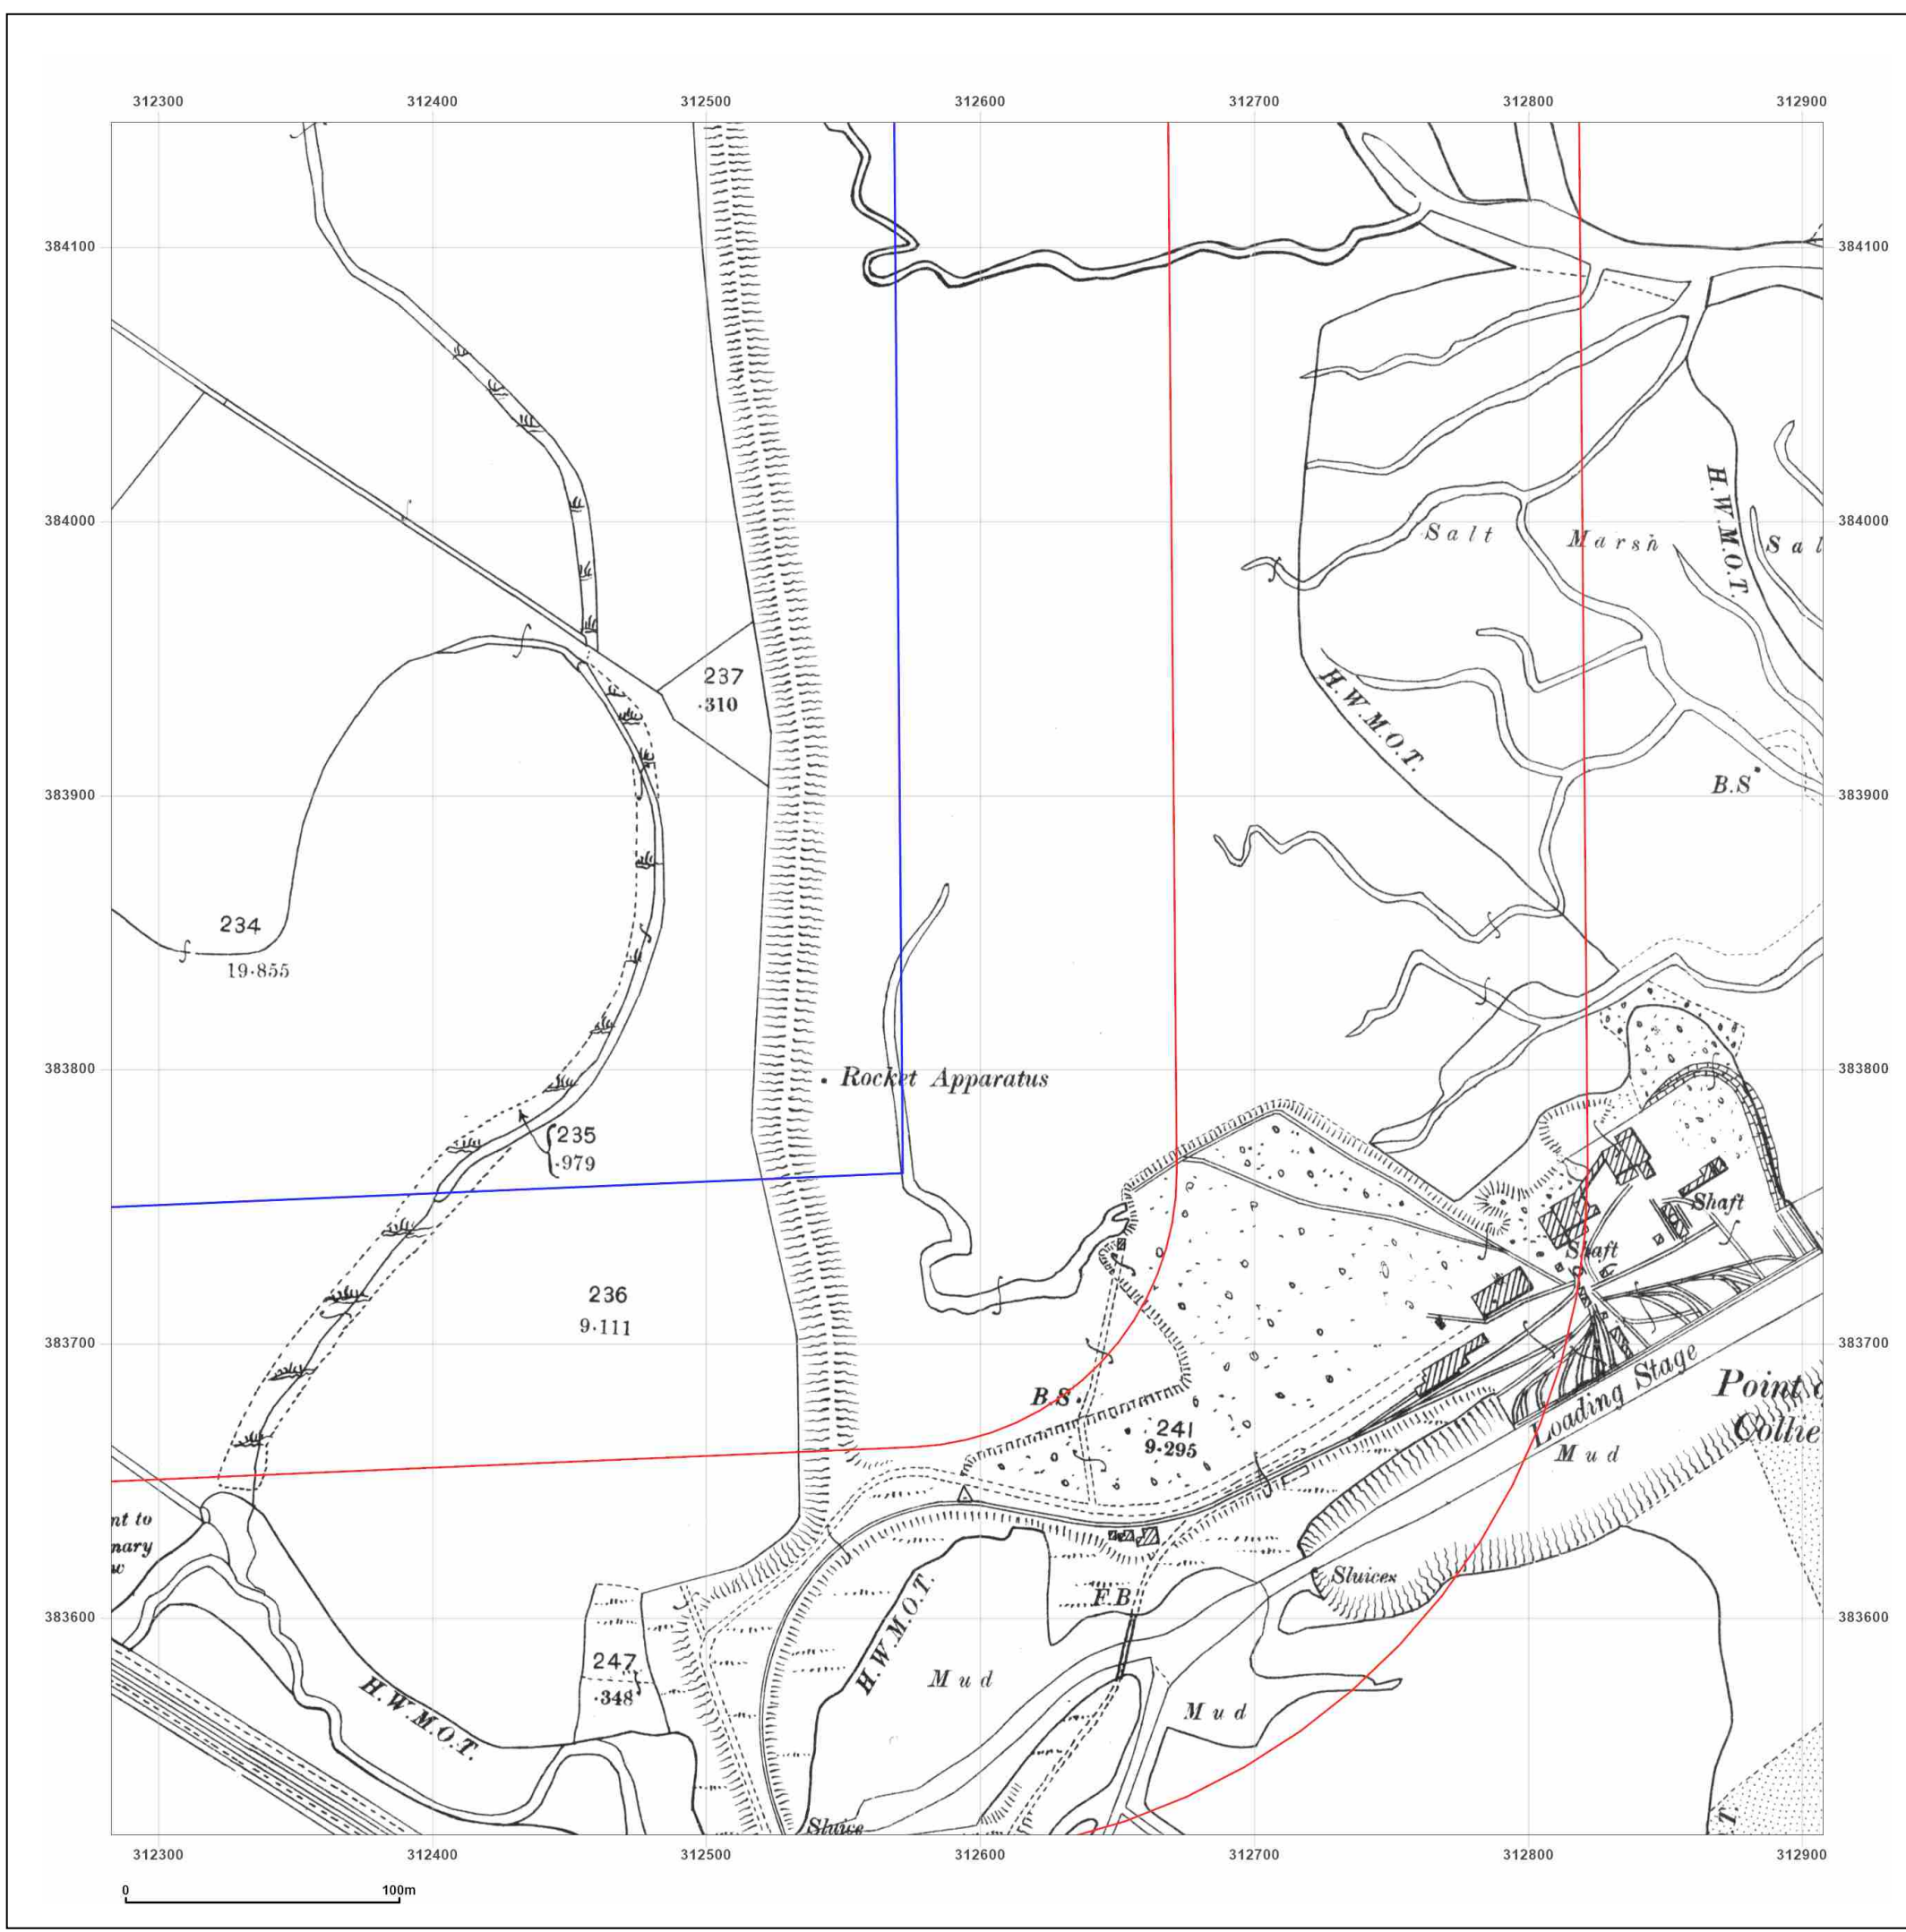 312300 312400 312500 312600 312700 312800 312900
384100 384100
384000 384000
H.W.M.O.T.
Salt Marsh Sal
237
.310
H.W.M.O.T.
B.S
383900 383900
234
19.855
383800 383800
Rocket Apparatus
235
.979
Shaft
Shaft
236
9.111
383700 383700
Loading Stage
Point
Collie
B.S.
241
9.295
Mud
nt to
nary
w
Sluices
F.B.
383600 383600
H.W.M.O.T.
247
.348
Mud
H.W.M.O.T.
Mud
T.
Sluice
312300 312400 312500 312600 312700 312800 312900
0 100m